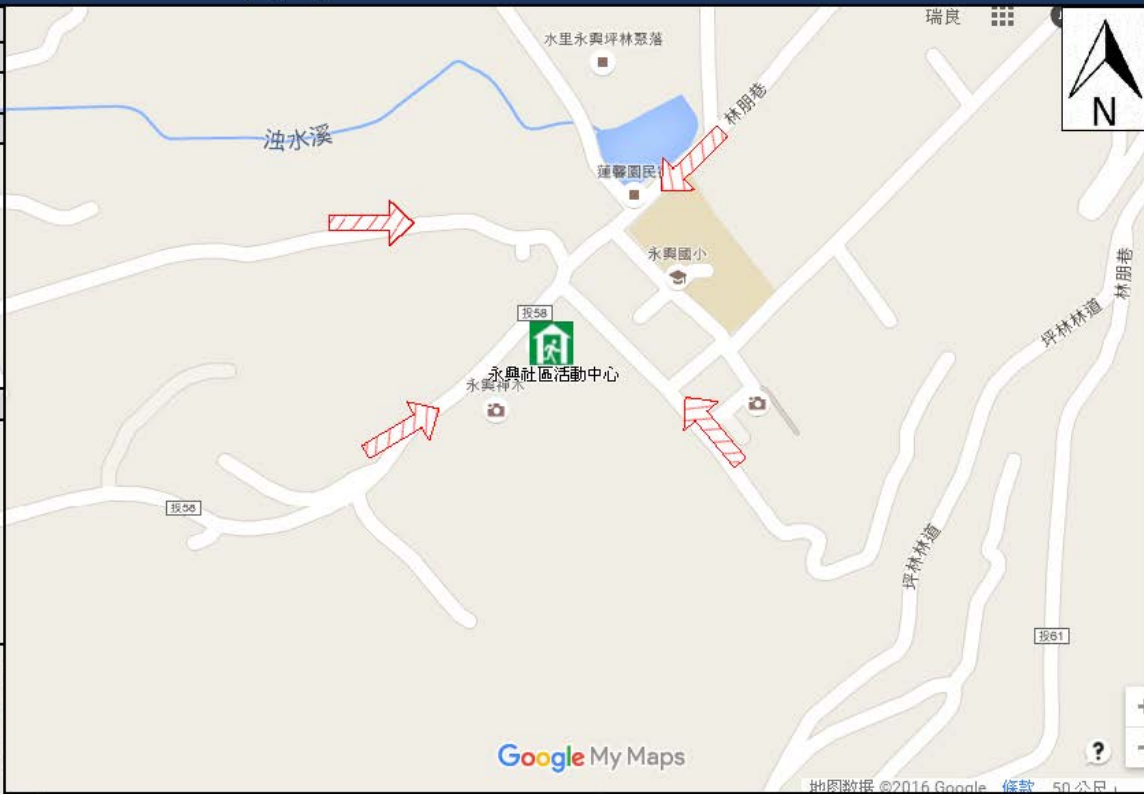 瑞良
水里永興坪林聚落
N
林朋巷
浊水溪
蓮馨園民
永興國小
林朋巷
投58
坪林林道
永興社區活動中心
永興神木
投58
坪林林道
投61
Google My Maps
?
地图数据 ©2016 Google 條款 50 公尺